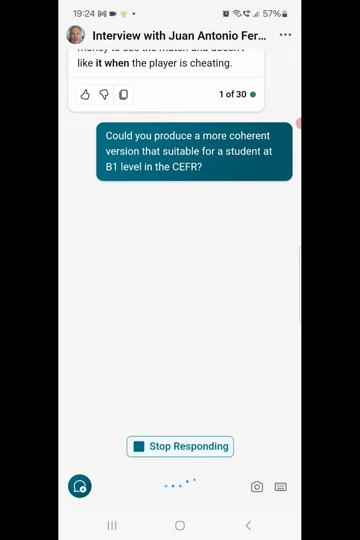 19:24
57%
Interview with Juan Antonio Fer...
money to see the match and doesn't
like it when the player is cheating.
1 of 30
Could you produce a more coherent
version that suitable for a student at
B1 level in the CEFR?
Stop Responding